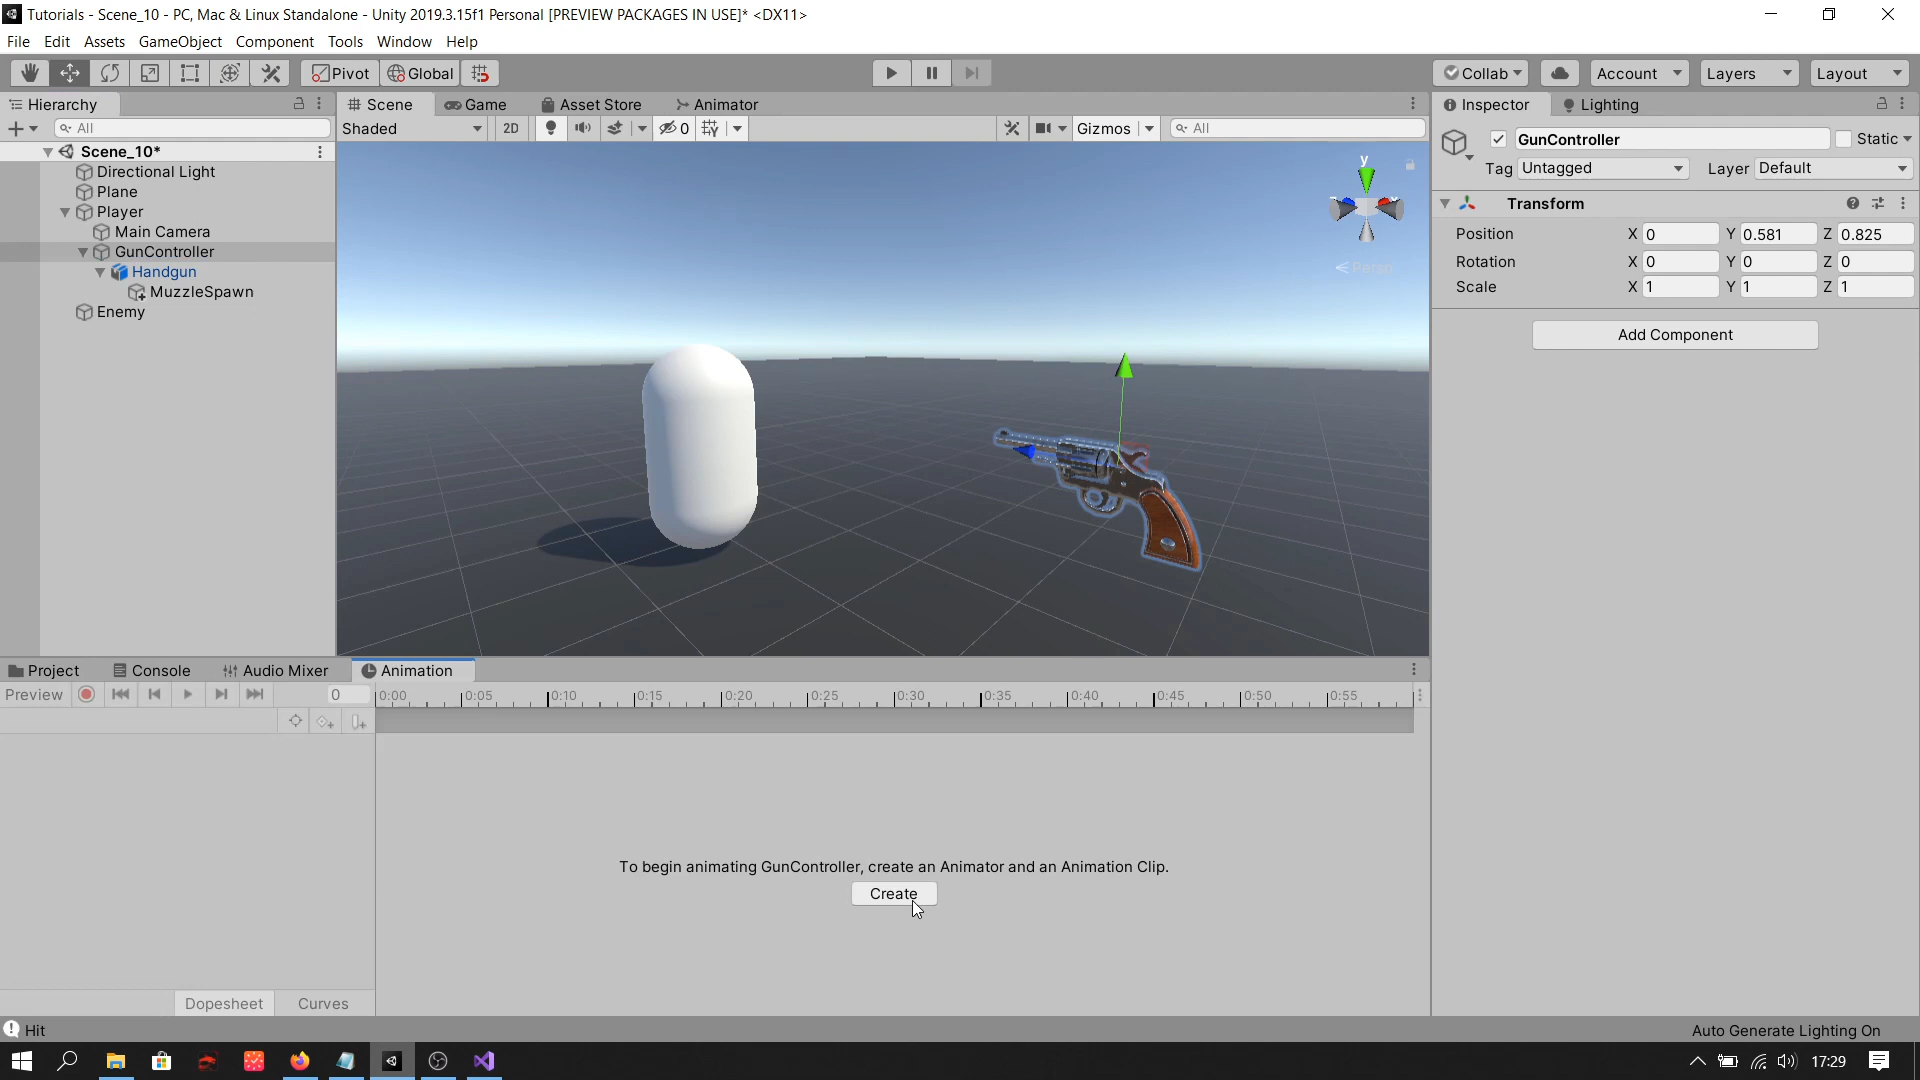 Tutorials - Scene_10 - PC, Mac & Linux Standalone - Unity 2019.3.15f1 Personal [PREVIEW PACKAGES IN USE]* <DX11>
File Edit Assets GameObject Component Tools Window Help
Pivot Global Collab Account Layers Layout
Hierarchy Scene Game Asset Store Animator Inspector Lighting
All Shaded 2D 0 Gizmos All
GunController Static
Scene_10*
Directional Light
Plane
Player
Main Camera
GunController
Handgun
MuzzleSpawn
Enemy
y
Persp
Tag Untagged Layer Default
Transform
Position X 0 Y 0.581 Z 0.825
Rotation X 0 Y 0 Z 0
Scale X 1 Y 1 Z 1
Add Component
Project Console Audio Mixer Animation
Preview 0 0:00 0:05 0:10 0:15 0:20 0:25 0:30 0:35 0:40 0:45 0:50 0:55
To begin animating GunController, create an Animator and an Animation Clip.
Create
Dopesheet Curves
Hit Auto Generate Lighting On
17:29